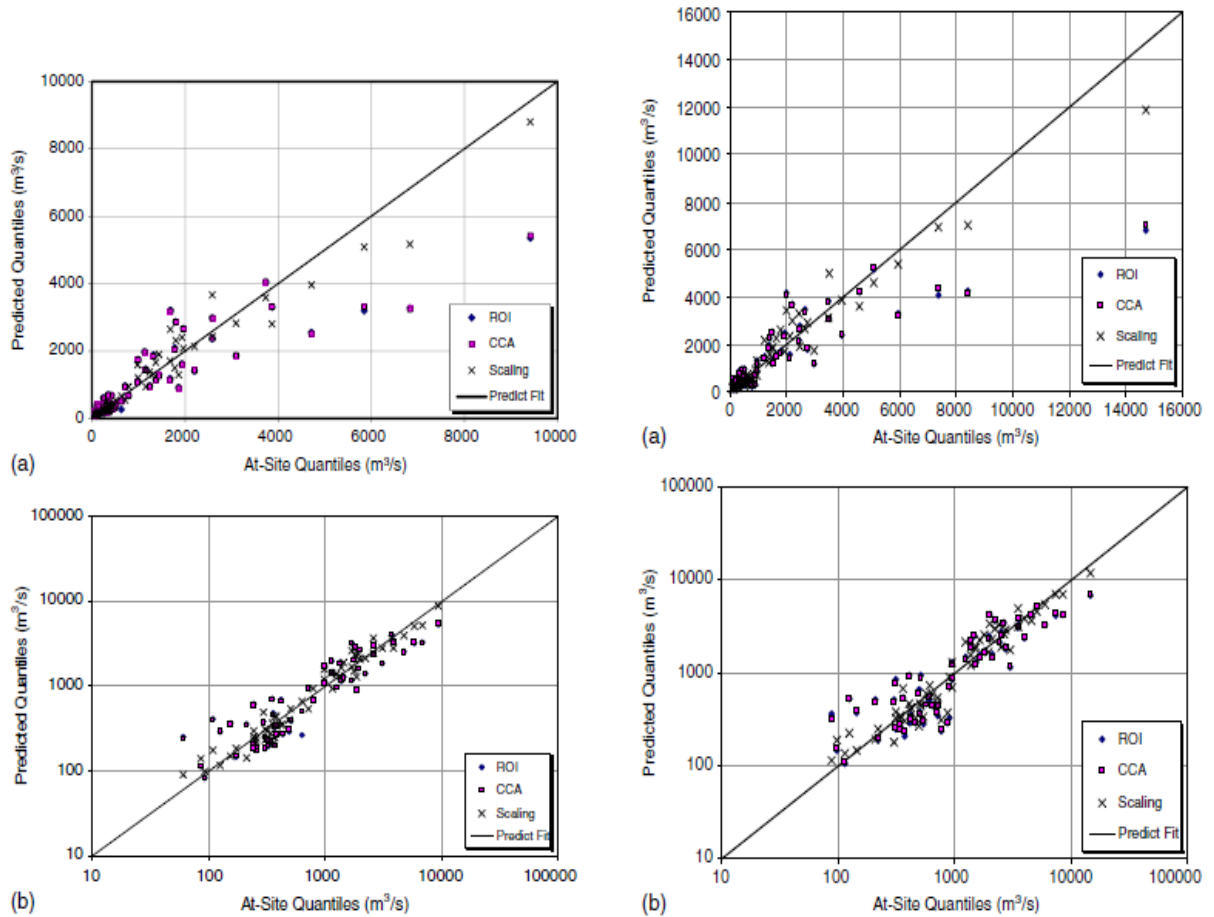 10000
8000
6000
4000
2000
0
0 2000 4000 6000 8000 10000
Predicted Quantiles (m³/s)
At-Site Quantiles (m³/s)
ROI
CCA
Scaling
Predict Fit
(a)
16000
14000
12000
10000
8000
6000
4000
2000
0
0 2000 4000 6000 8000 10000 12000 14000 16000
Predicted Quantiles (m³/s)
At-Site Quantiles (m³/s)
ROI
CCA
Scaling
Predict Fit
(a)
100000
10000
1000
100
10
10 100 1000 10000 100000
Predicted Quantiles (m³/s)
At-Site Quantiles (m³/s)
ROI
CCA
Scaling
Predict Fit
(b)
100000
10000
1000
100
10
10 100 1000 10000 100000
Predicted Quantiles (m³/s)
At-Site Quantiles (m³/s)
ROI
CCA
Scaling
Predict Fit
(b)